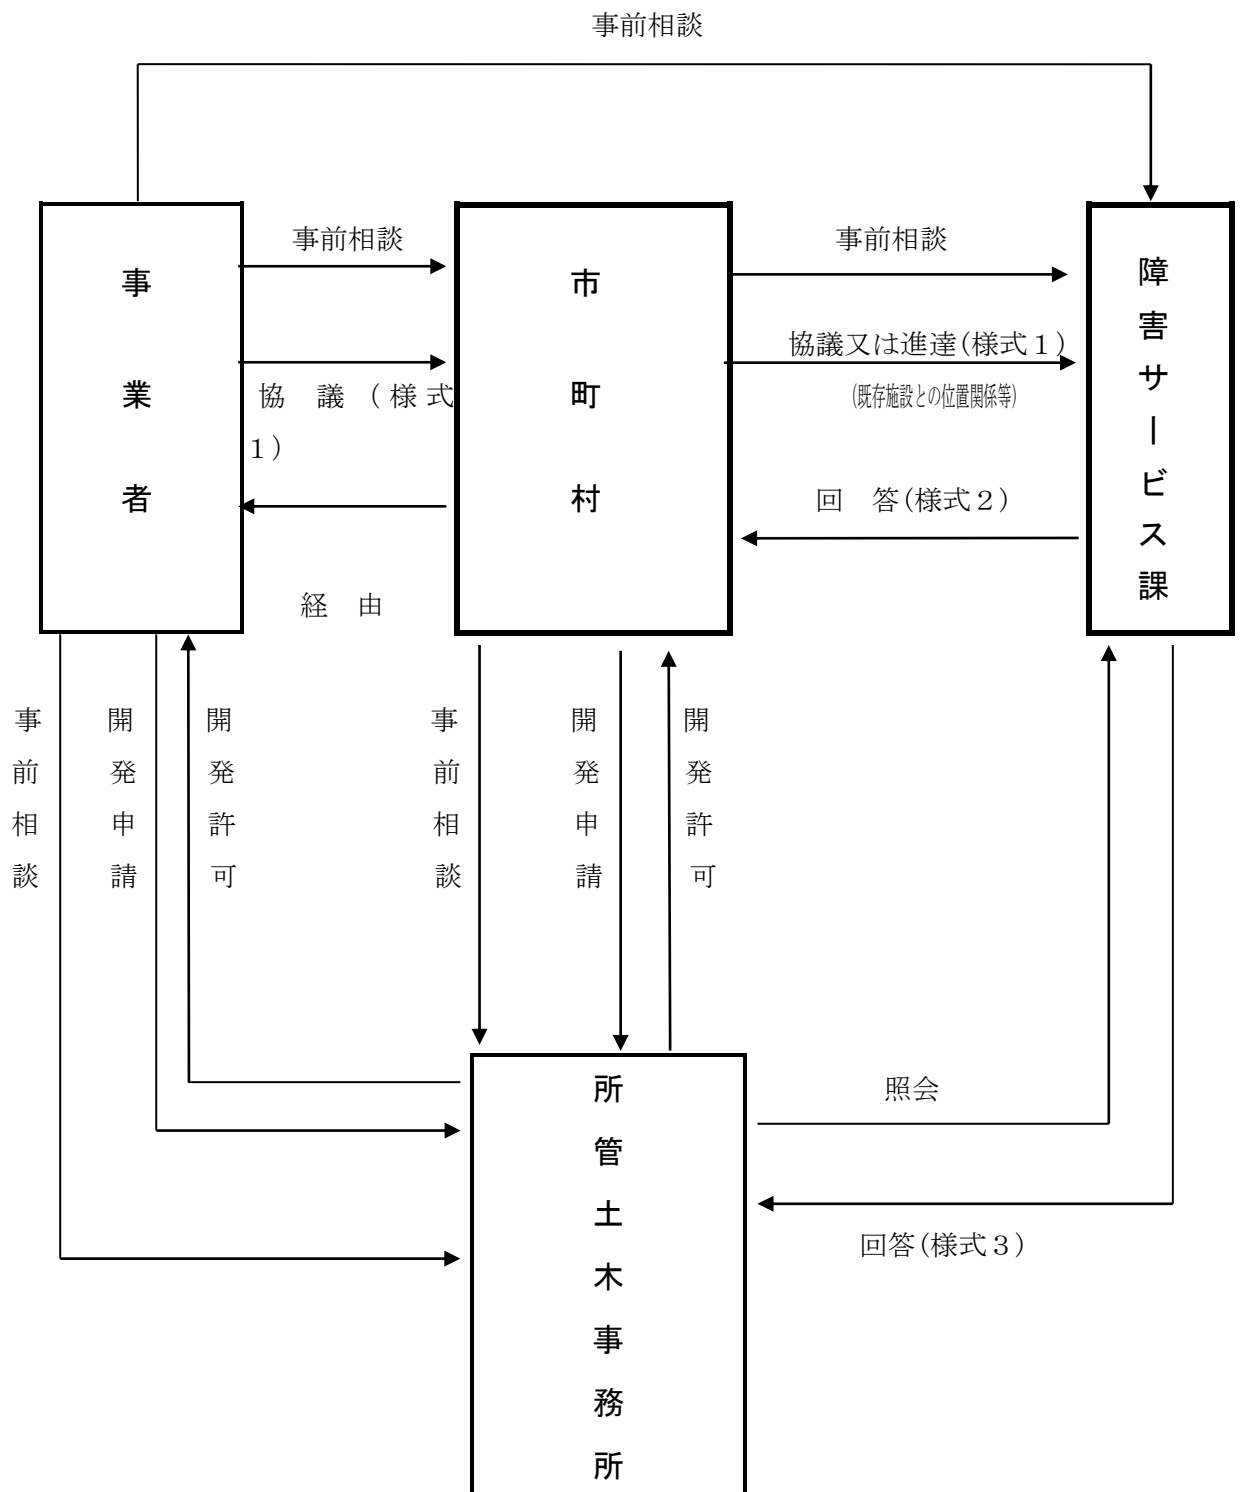 事前相談
事業者
事前相談
協　議（様式
1）
経　由
市町村
事前相談
協議又は進達(様式１)
(既存施設との位置関係等)
回　答(様式２)
障害サービス課
事前相談
開発申請
開発許可
事前相談
開発申請
開発許可
所管土木事務所
照会
回答(様式３)